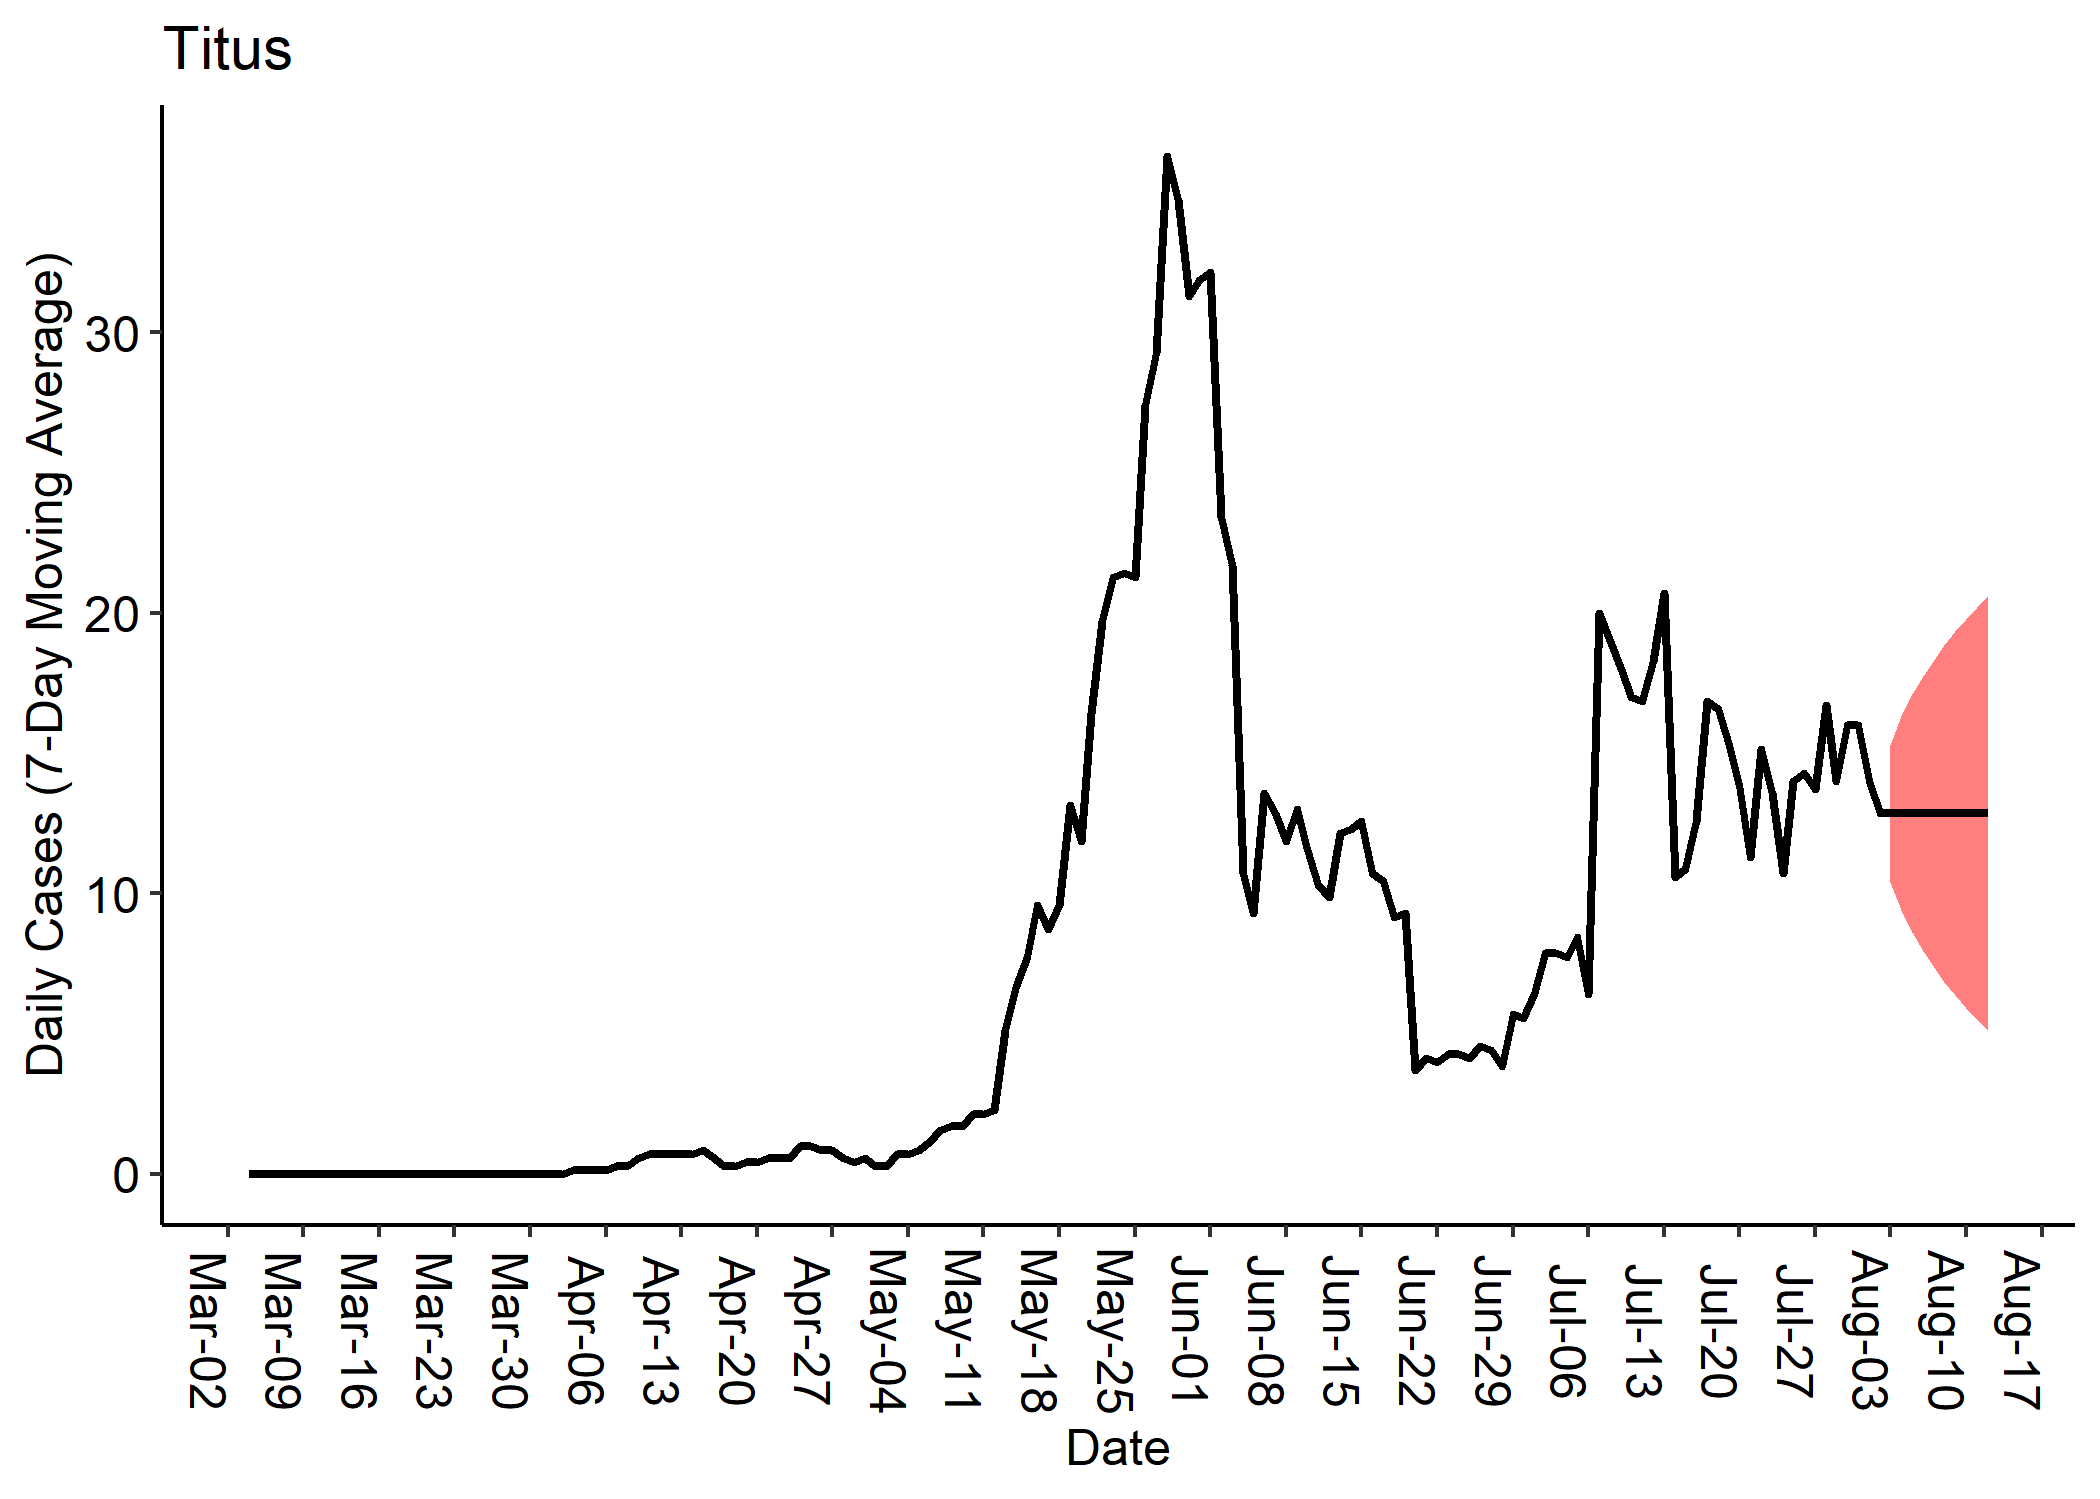 Titus
Daily Cases (7-Day Moving Average)
30
20
10
0
Mar-02
Mar-09
Mar-16
Mar-23
Mar-30
Apr-06
Apr-13
Apr-20
Apr-27
May-04
May-11
May-18
May-25
Jun-01
Jun-08
Jun-15
Jun-22
Jun-29
Jul-06
Jul-13
Jul-20
Jul-27
Aug-03
Aug-10
Aug-17
Date